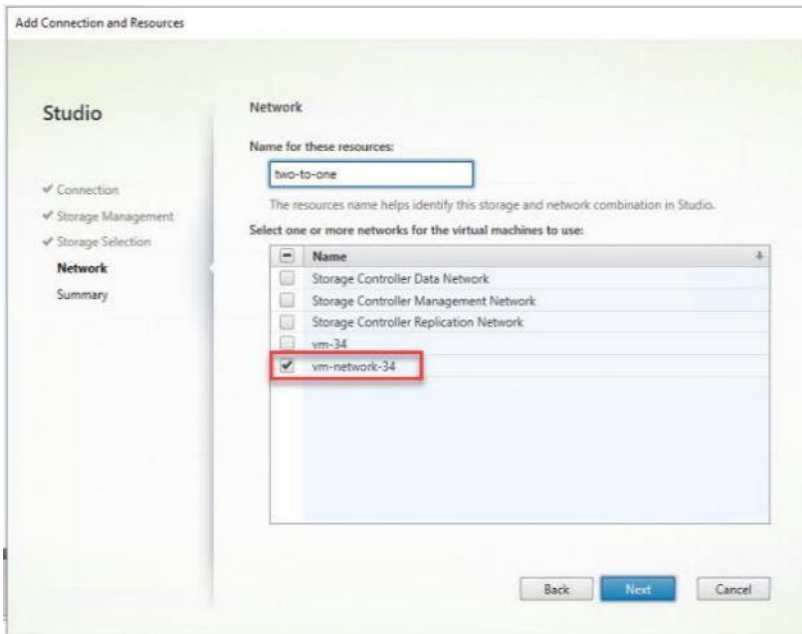 Add Connection and Resources
Studio
Connection
Storage Management
Storage Selection
Network
Summary
Network
Name for these resources:
two-to-one
The resources name helps identify this storage and network combination in Studio.
Select one or more networks for the virtual machines to use:
Name
Storage Controller Data Network
Storage Controller Management Network
Storage Controller Replication Network
vm-34
vm-network-34
Back
Next
Cancel